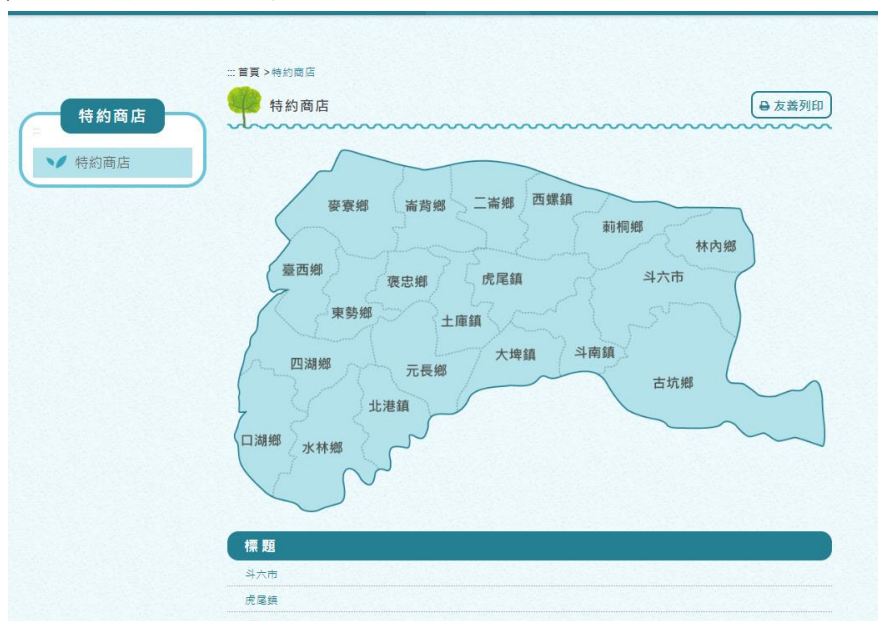 ::: 首頁 > 特約商店
特約商店
友善列印
特約商店
:::
特約商店
麥寮鄉
崙背鄉
二崙鄉
西螺鎮
莿桐鄉
林內鄉
臺西鄉
褒忠鄉
虎尾鎮
斗六市
東勢鄉
土庫鎮
四湖鄉
元長鄉
大埤鎮
斗南鎮
古坑鄉
北港鎮
口湖鄉
水林鄉
標題
斗六市
虎尾鎮